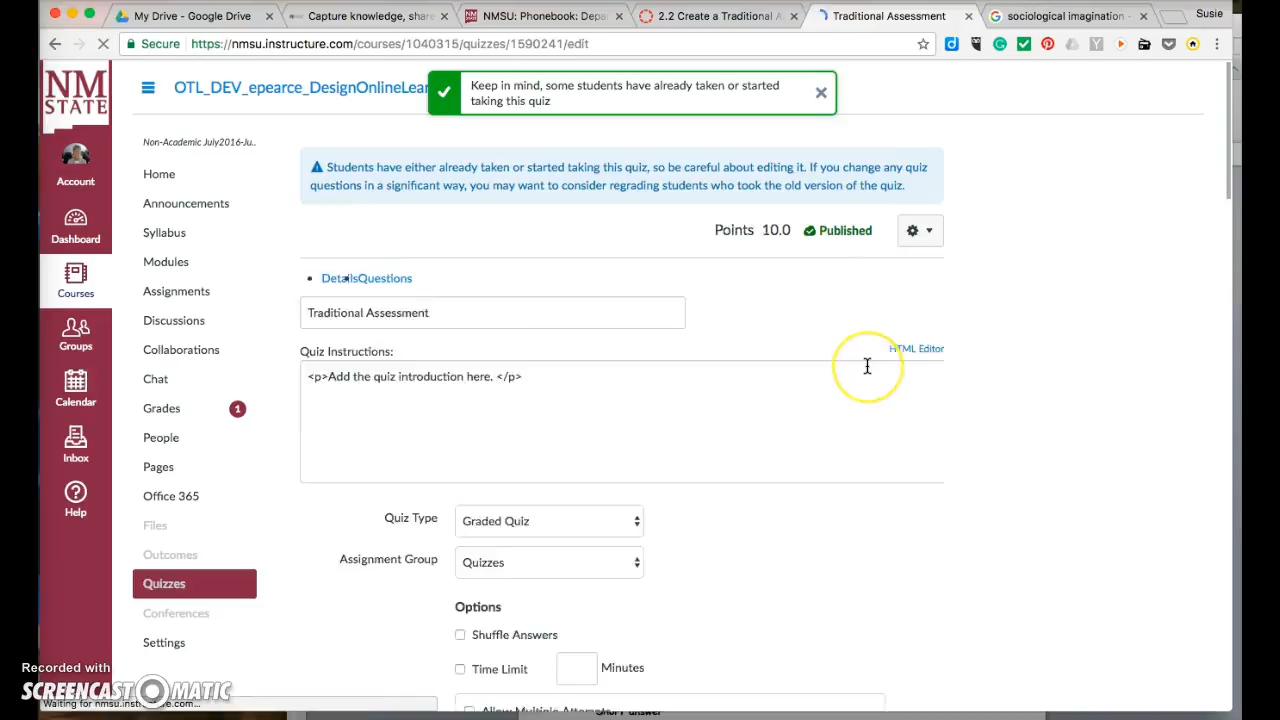 My Drive - Google Drive
Capture knowledge, share
NMSU: Phonebook: Depa
2.2 Create a Traditional A
Traditional Assessment
sociological imagination -
Susie
Secure
https://nmsu.instructure.com/courses/1040315/quizzes/1590241/edit
NM
STATE
OTL_DEV_epearce_DesignOnlineLear
Keep in mind, some students have already taken or started
taking this quiz
Non-Academic July2016-Ju..
Account
Dashboard
Courses
Groups
Calendar
Inbox
Help
Home
Announcements
Syllabus
Modules
Assignments
Discussions
Collaborations
Chat
Grades
1
People
Pages
Office 365
Files
Outcomes
Quizzes
Conferences
Settings
Students have either already taken or started taking this quiz, so be careful about editing it. If you change any quiz
questions in a significant way, you may want to consider regrading students who took the old version of the quiz.
Points 10.0 Published
DetailsQuestions
Traditional Assessment
Quiz Instructions:
HTML Editor
<p>Add the quiz introduction here. </p>
Quiz Type
Graded Quiz
Assignment Group
Quizzes
Options
Shuffle Answers
Time Limit
Minutes
Allow Multiple Attempts
Short answer
Recorded with
SCREENCAST-O-MATIC
Waiting for nmsu.instructure.com...